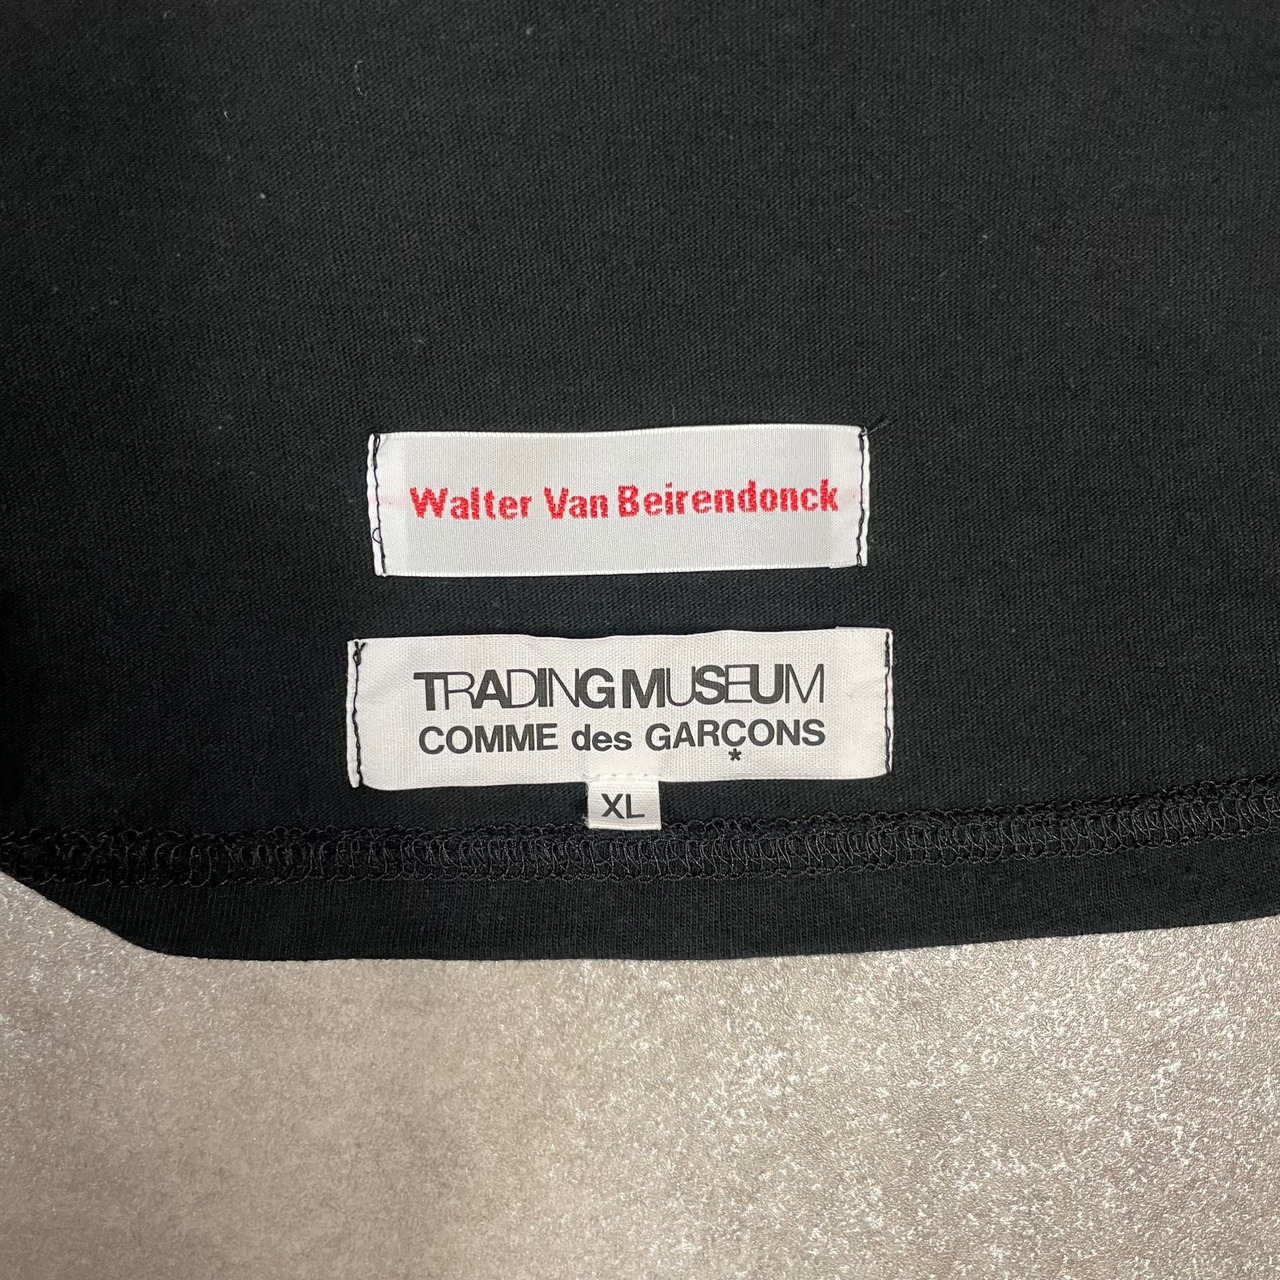 Walter Van Beirendonck
TRADING MUSEUM
COMME des GARÇONS
*
XL